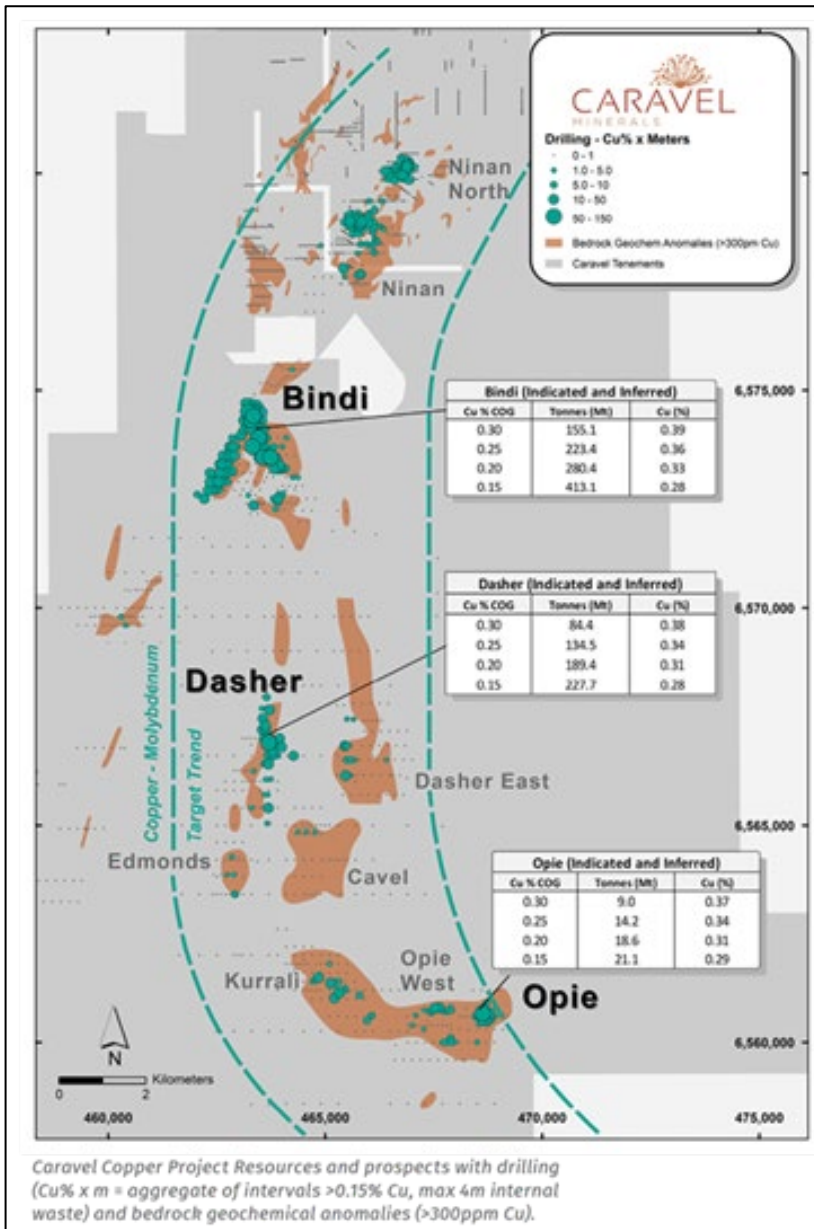 CARAVEL
MINERALS
Drilling - Cu% x Meters
0 - 1
1.0 - 5.0
5.0 - 10
10 - 50
50 - 150
Bedrock Geochem Anomalies (>300pm Cu)
Caravel Tenements
Ninan
North
Ninan
6,575,000
Bindi
Bindi (Indicated and Inferred)
Cu % COG Tonnes (Mt) Cu (%)
0.30 155.1 0.39
0.25 223.4 0.36
0.20 280.4 0.33
0.15 413.1 0.28
6,570,000
Dasher (Indicated and Inferred)
Cu % COG Tonnes (Mt) Cu (%)
0.30 84.4 0.38
0.25 134.5 0.34
0.20 189.4 0.31
0.15 227.7 0.28
Dasher
Copper - Molybdenum
Target Trend
Dasher East
6,565,000
Edmonds
Cavel
Opie (Indicated and Inferred)
Cu % COG Tonnes (Mt) Cu (%)
0.30 9.0 0.37
0.25 14.2 0.34
0.20 18.6 0.31
0.15 21.1 0.29
Kurrali
Opie
West
Opie
6,560,000
N
Kilometers
0 2
460,000 465,000 470,000 475,000
Caravel Copper Project Resources and prospects with drilling
(Cu% x m = aggregate of intervals >0.15% Cu, max 4m internal
waste) and bedrock geochemical anomalies (>300ppm Cu).